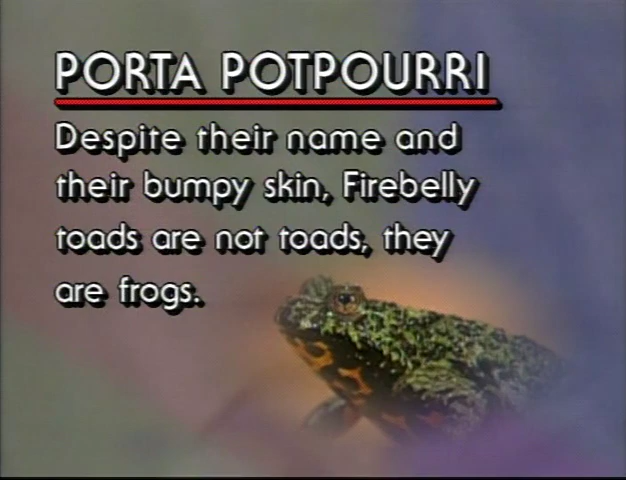 PORTA POTPOURRI
Despite their name and
their bumpy skin, Firebelly
toads are not toads, they
are frogs.